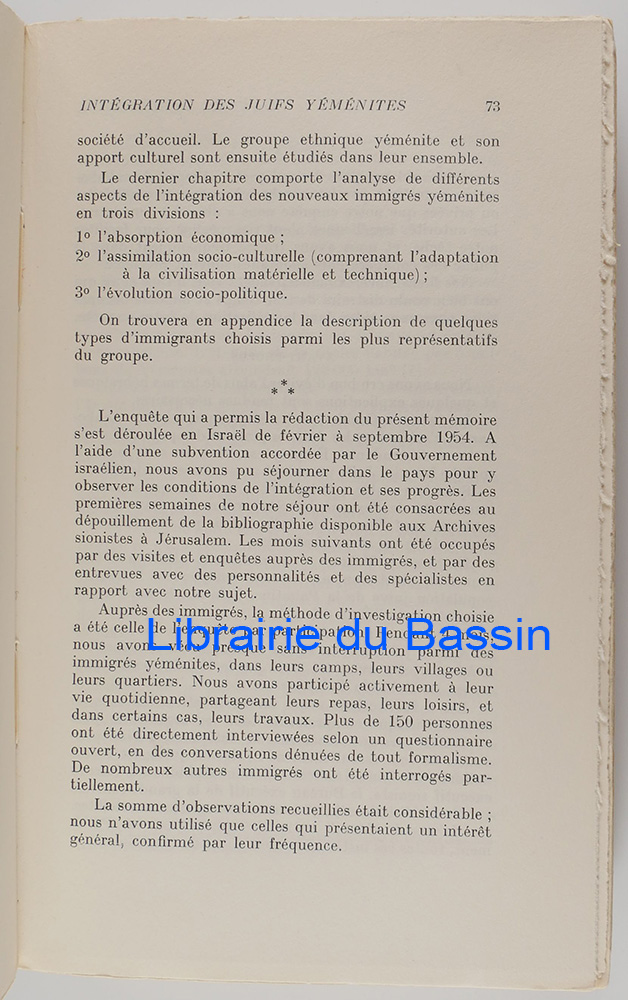 INTÉGRATION DES JUIFS YÉMÉNITES 73
société d'accueil. Le groupe ethnique yéménite et son
apport culturel sont ensuite étudiés dans leur ensemble.
Le dernier chapitre comporte l'analyse de différents
aspects de l'intégration des nouveaux immigrés yéménites
en trois divisions :
1º l'absorption économique ;
2º l'assimilation socio-culturelle (comprenant l'adaptation
à la civilisation matérielle et technique) ;
3º l'évolution socio-politique.
On trouvera en appendice la description de quelques
types d'immigrants choisis parmi les plus représentatifs
du groupe.
* * *
L'enquête qui a permis la rédaction du présent mémoire
s'est déroulée en Israël de février à septembre 1954. A
l'aide d'une subvention accordée par le Gouvernement
israélien, nous avons pu séjourner dans le pays pour y
observer les conditions de l'intégration et ses progrès. Les
premières semaines de notre séjour ont été consacrées au
dépouillement de la bibliographie disponible aux Archives
sionistes à Jérusalem. Les mois suivants ont été occupés
par des visites et enquêtes auprès des immigrés, et par des
entrevues avec des personnalités et des spécialistes en
rapport avec notre sujet.
Auprès des immigrés, la méthode d'investigation choisie
a été celle de l'enquête par participation. Pendant mois,
Librairie du Bassin
nous avons vécu presque sans interruption parmi des
immigrés yéménites, dans leurs camps, leurs villages ou
leurs quartiers. Nous avons participé activement à leur
vie quotidienne, partageant leurs repas, leurs loisirs, et
dans certains cas, leurs travaux. Plus de 150 personnes
ont été directement interviewées selon un questionnaire
ouvert, en des conversations dénuées de tout formalisme.
De nombreux autres immigrés ont été interrogés par-
tiellement.
La somme d'observations recueillies était considérable ;
nous n'avons utilisé que celles qui présentaient un intérêt
général, confirmé par leur fréquence.